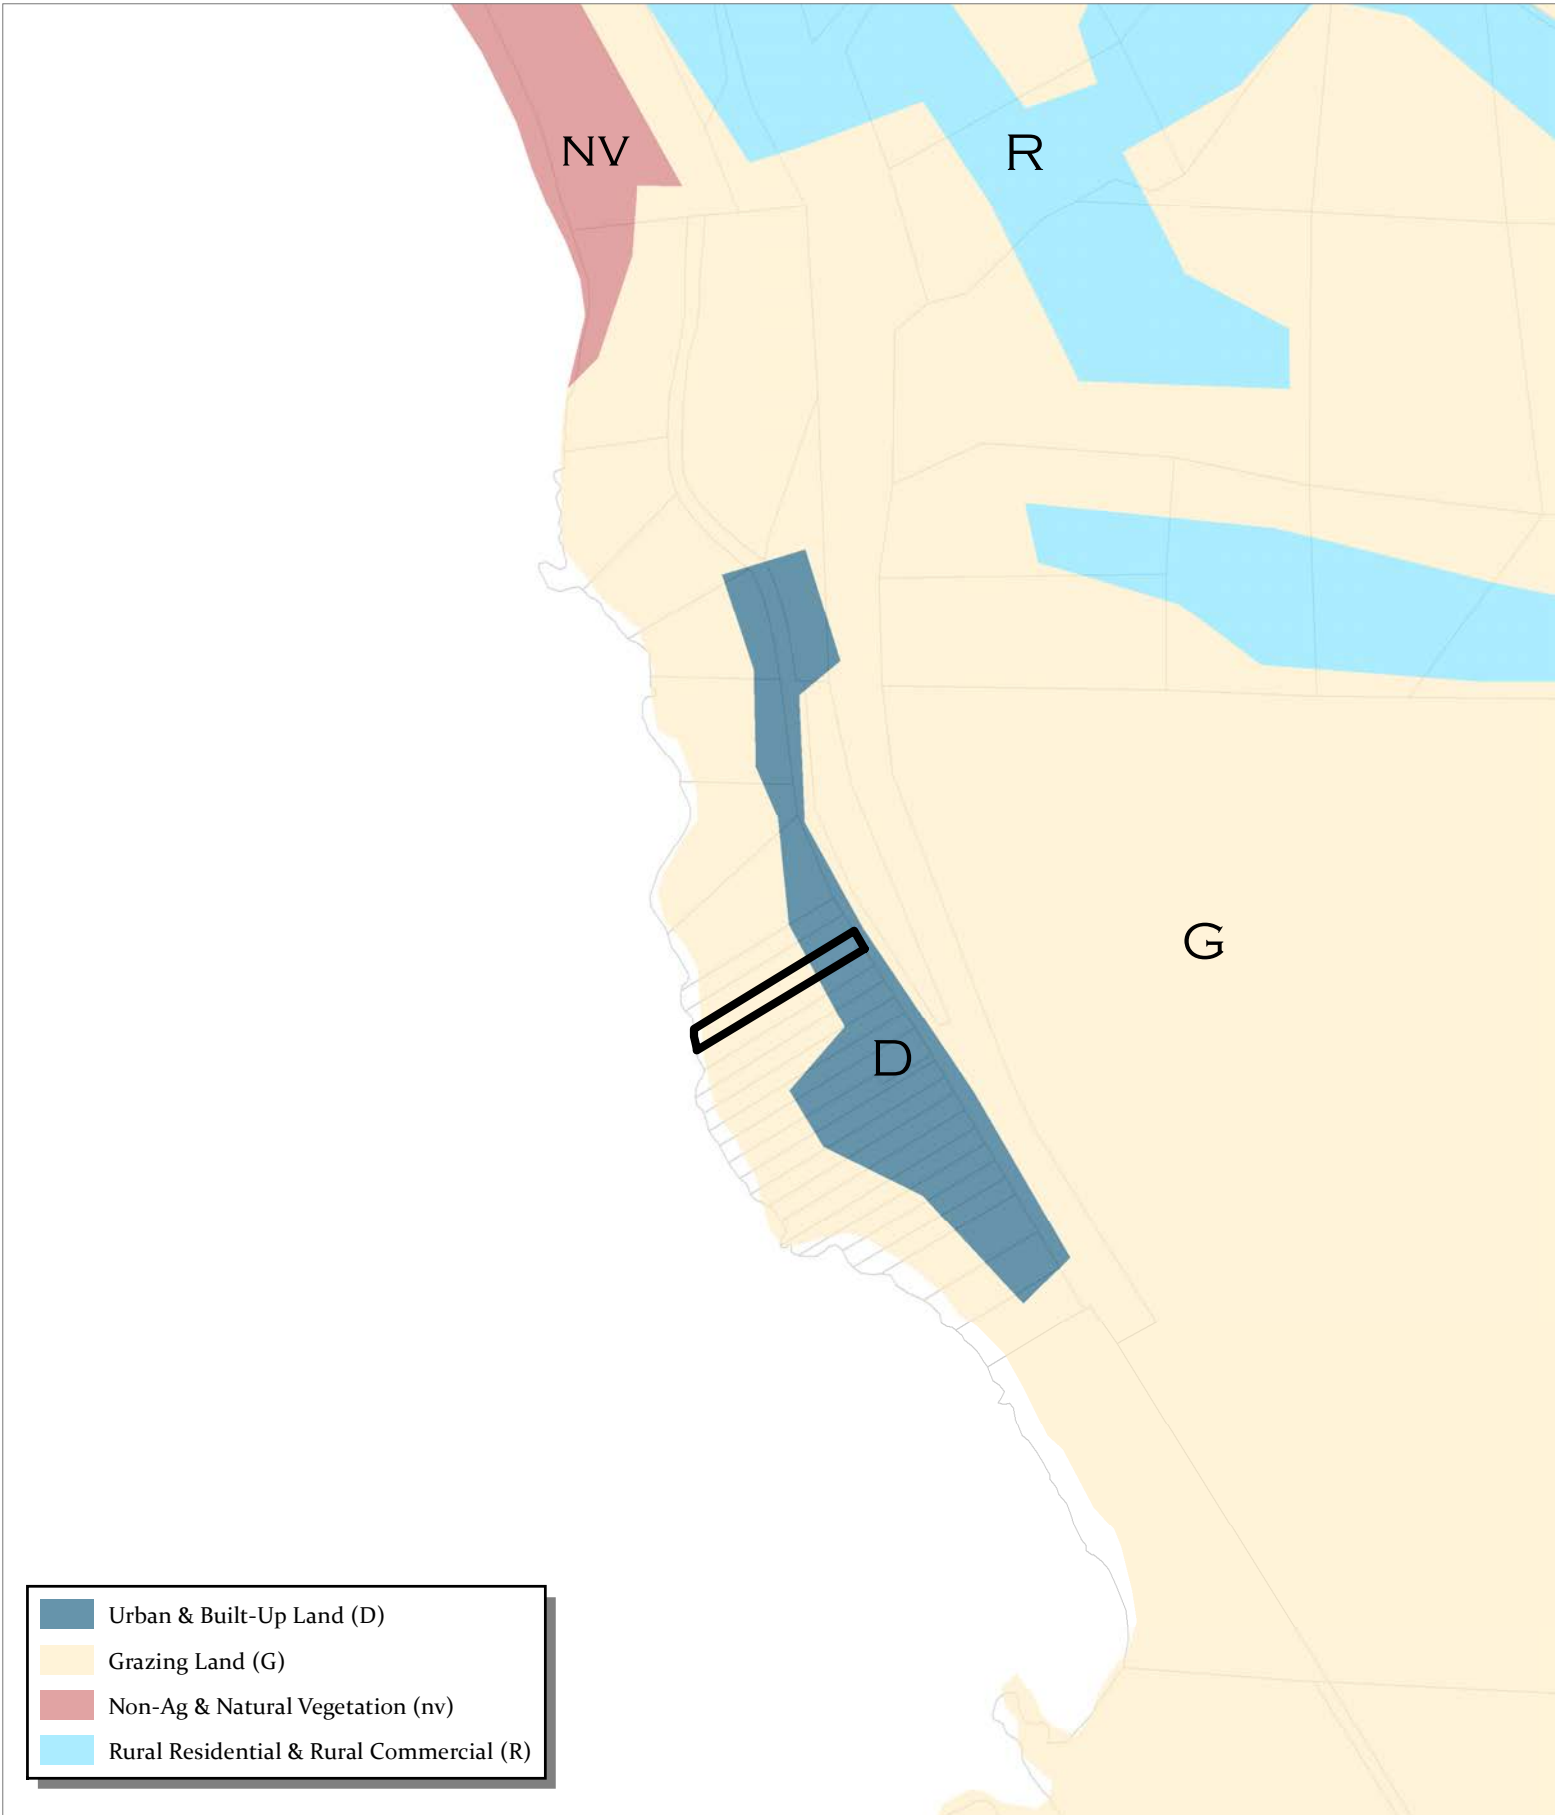 NV
R
G
D
Urban & Built-Up Land (D)
Grazing Land (G)
Non-Ag & Natural Vegetation (nv)
Rural Residential & Rural Commercial (R)